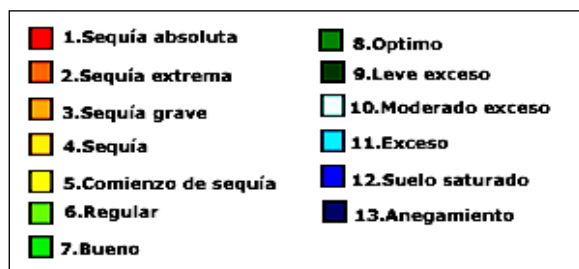 1.Sequía absoluta
2.Sequía extrema
3.Sequía grave
4.Sequía
5.Comienzo de sequía
6.Regular
7.Bueno
8.Optimo
9.Leve exceso
10.Moderado exceso
11.Exceso
12.Suelo saturado
13.Anegamiento